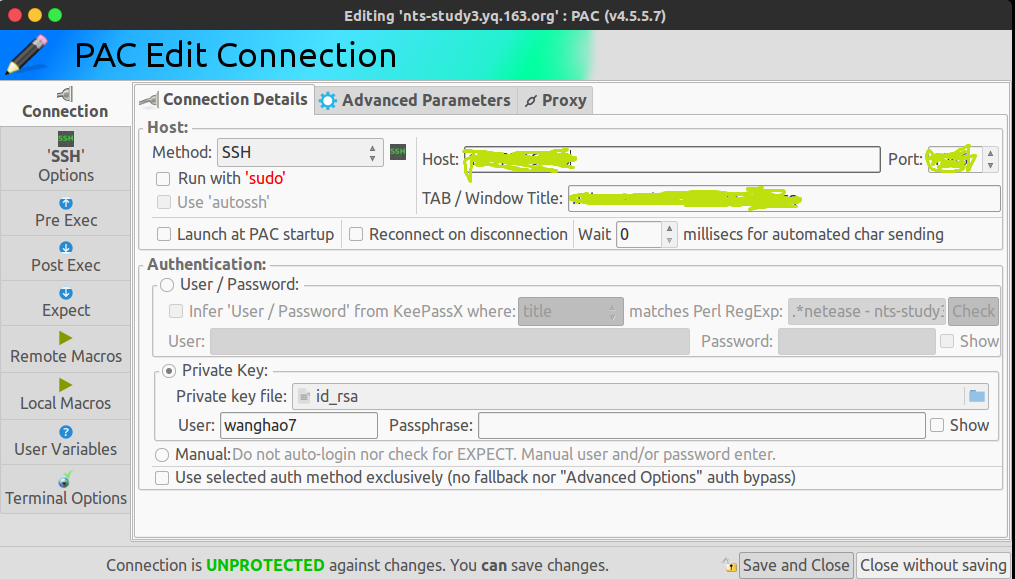 Editing 'nts-study3.yq.163.org' : PAC (v4.5.5.7)
PAC Edit Connection
Connection
SSH
'SSH'
Options
Pre Exec
Post Exec
Expect
Remote Macros
Local Macros
User Variables
Terminal Options
Connection Details
Advanced Parameters
Proxy
Host:
Method: SSH SSH Host: Port:
Run with 'sudo'
Use 'autossh' TAB / Window Title:
Launch at PAC startup Reconnect on disconnection Wait 0 millisecs for automated char sending
Authentication:
User / Password:
Infer 'User / Password' from KeePassX where: title matches Perl RegExp: .*netease - nts-study Check
User: Password: Show
Private Key:
Private key file: id_rsa
User: wanghao7 Passphrase: Show
Manual: Do not auto-login nor check for EXPECT. Manual user and/or password enter.
Use selected auth method exclusively (no fallback nor "Advanced Options" auth bypass)
Connection is UNPROTECTED against changes. You can save changes. Save and Close Close without saving